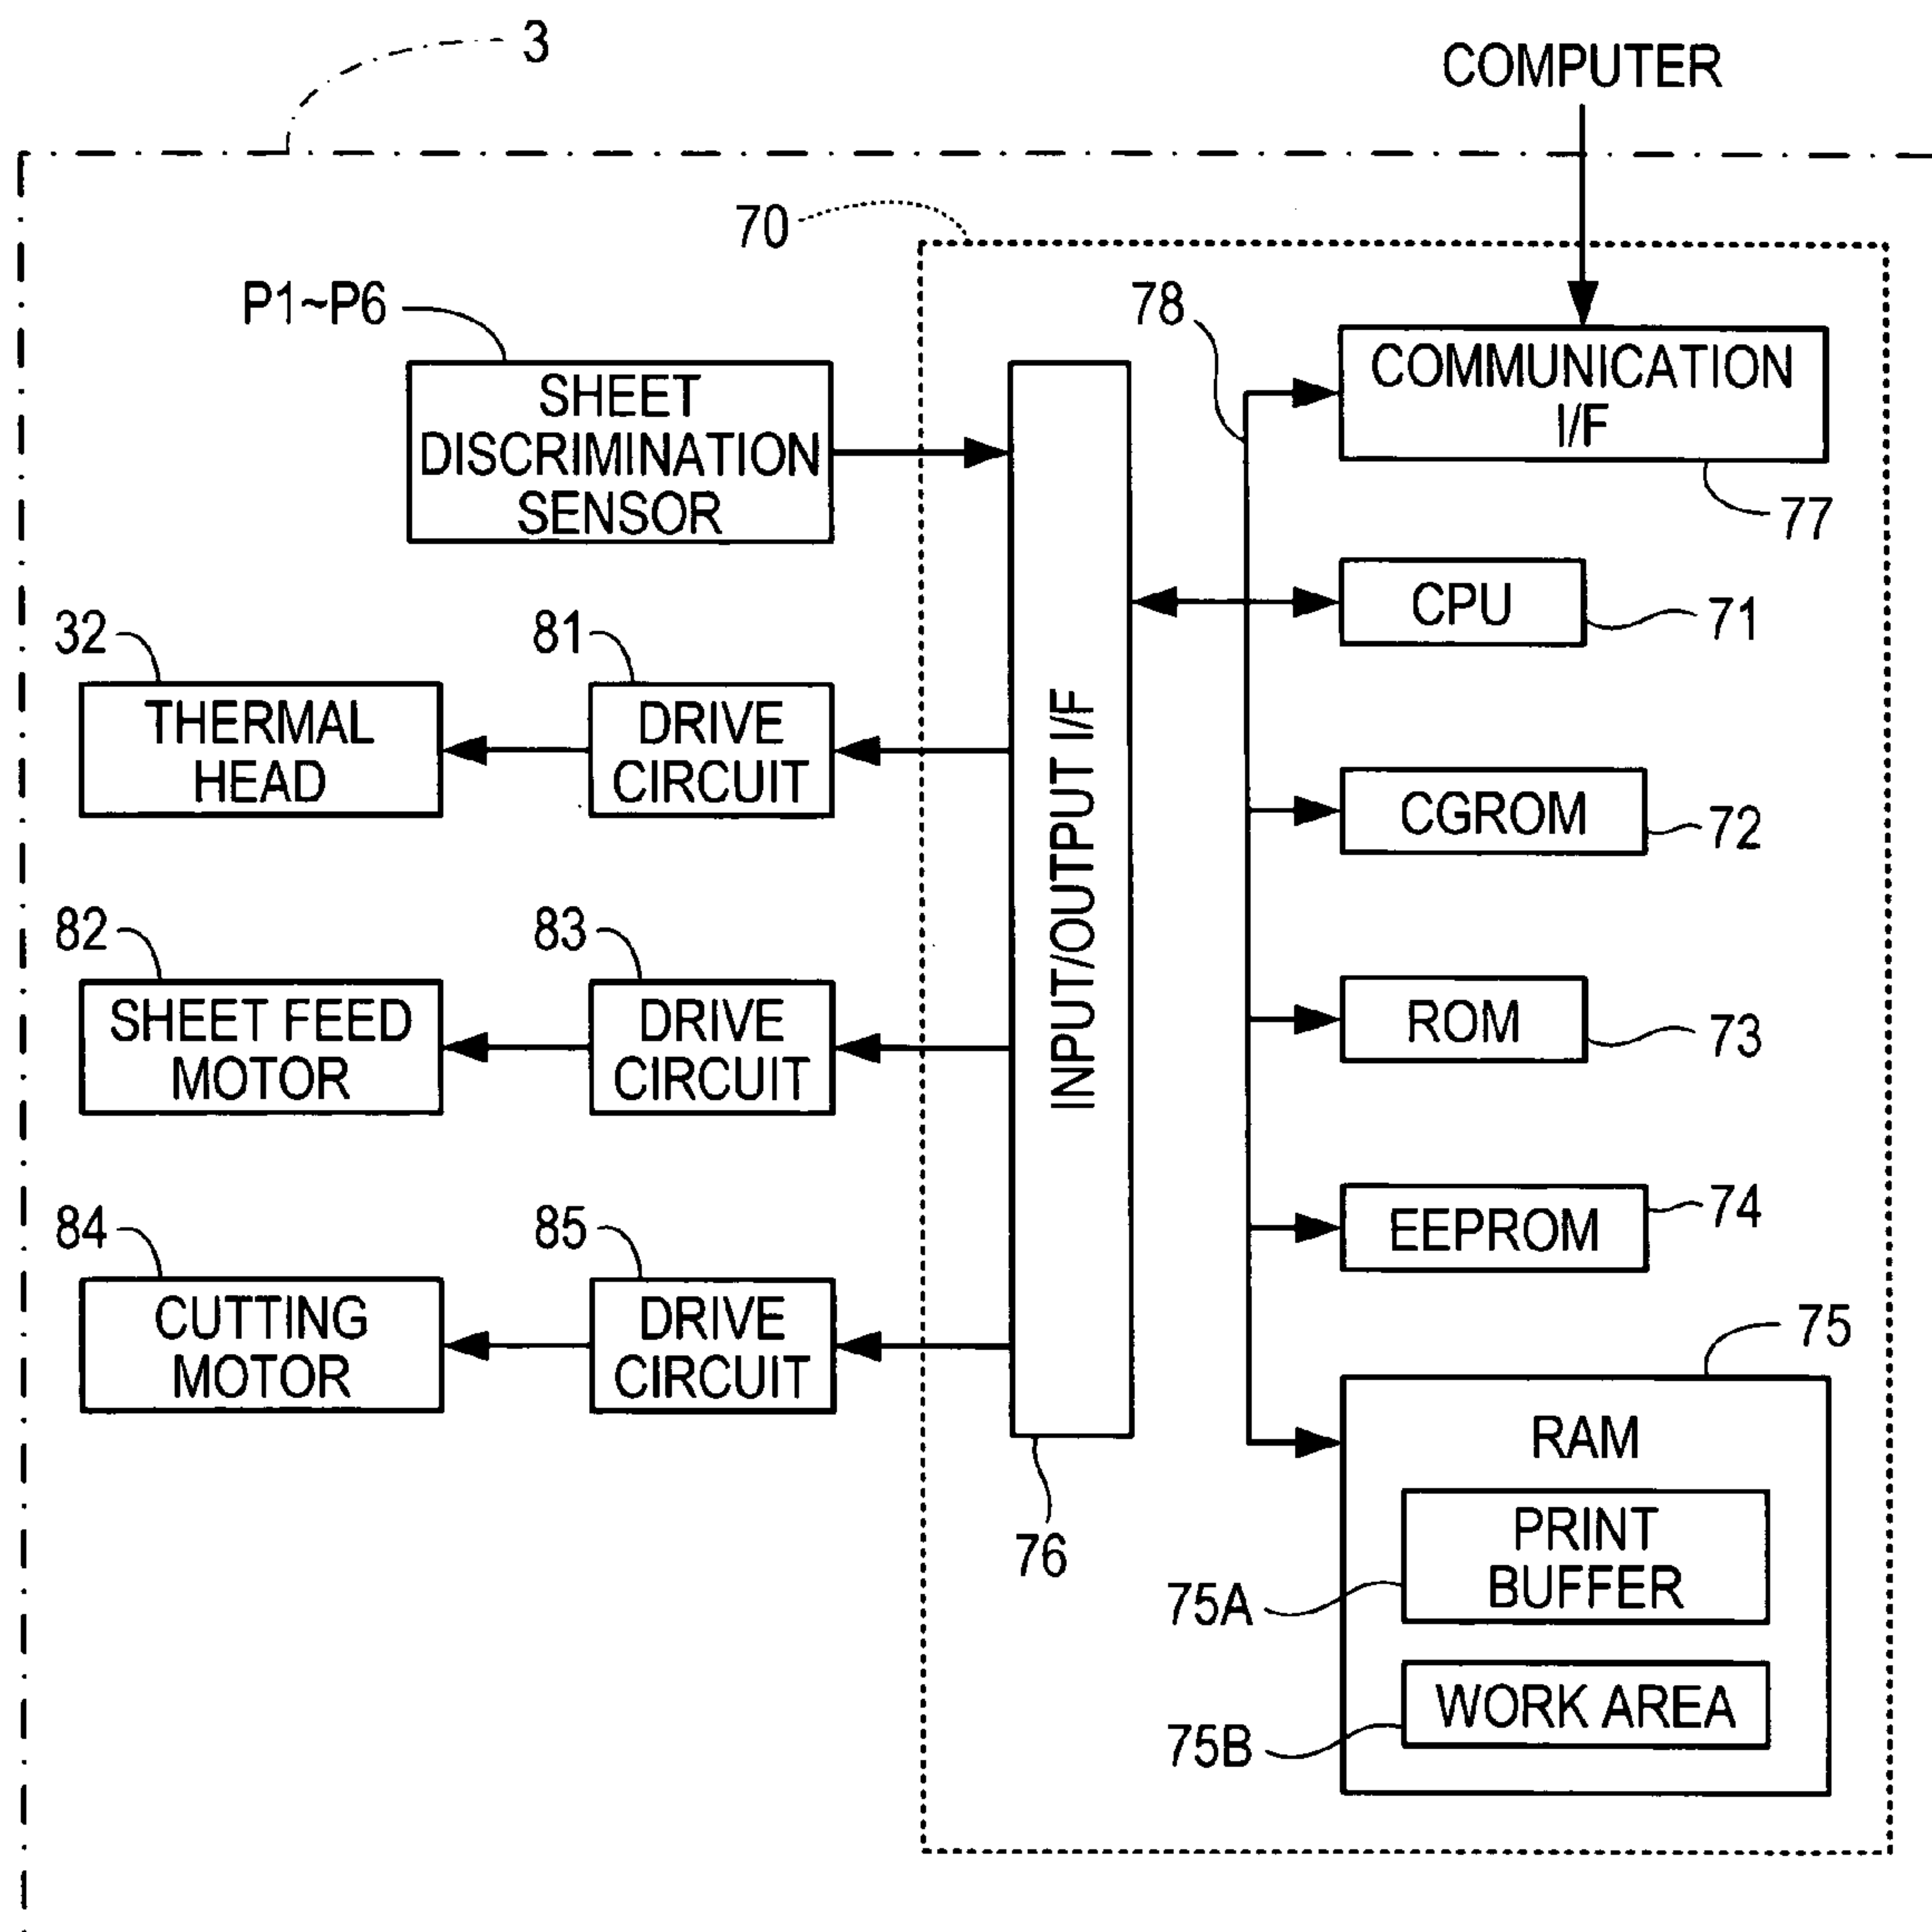 3
COMPUTER
70
P1~P6
78
SHEET
DISCRIMINATION
SENSOR
COMMUNICATION
I/F
77
32
81
THERMAL
HEAD
DRIVE
CIRCUIT
INPUT/OUTPUT I/F
CPU
71
CGROM
72
82
83
SHEET FEED
MOTOR
DRIVE
CIRCUIT
ROM
73
84
85
CUTTING
MOTOR
DRIVE
CIRCUIT
EEPROM
74
75
RAM
76
PRINT
BUFFER
75A
WORK AREA
75B